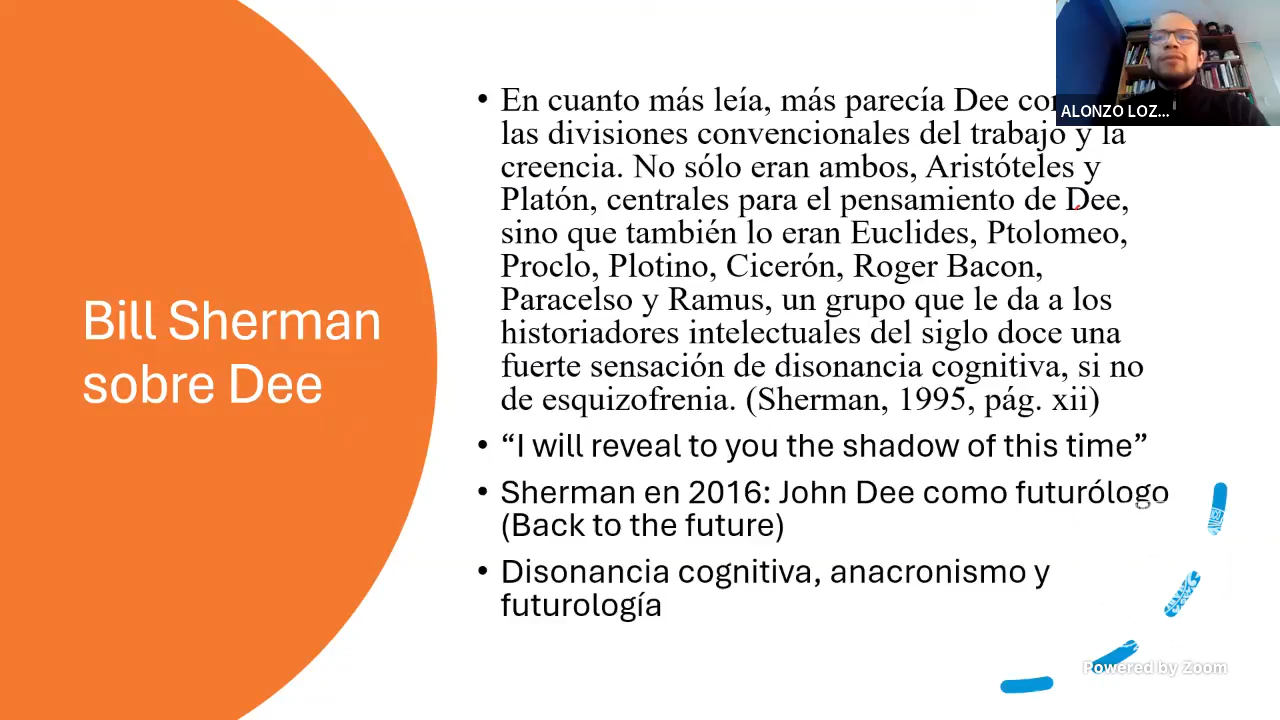 Bill Sherman
sobre Dee
• En cuanto más leía, más parecía Dee
las divisiones convencionales del trabajo y la
creencia. No sólo eran ambos, Aristóteles y
Platón, centrales para el pensamiento de Dee,
sino que también lo eran Euclides, Ptolomeo,
Proclo, Plotino, Cicerón, Roger Bacon,
Paracelso y Ramus, un grupo que le da a los
historiadores intelectuales del siglo doce una
fuerte sensación de disonancia cognitiva, si no
de esquizofrenia. (Sherman, 1995, pág. xii)
• “I will reveal to you the shadow of this time”
• Sherman en 2016: John Dee como futurólogo
(Back to the future)
• Disonancia cognitiva, anacronismo y
futurología
ALONZO LOZ...
Powered by Zoom